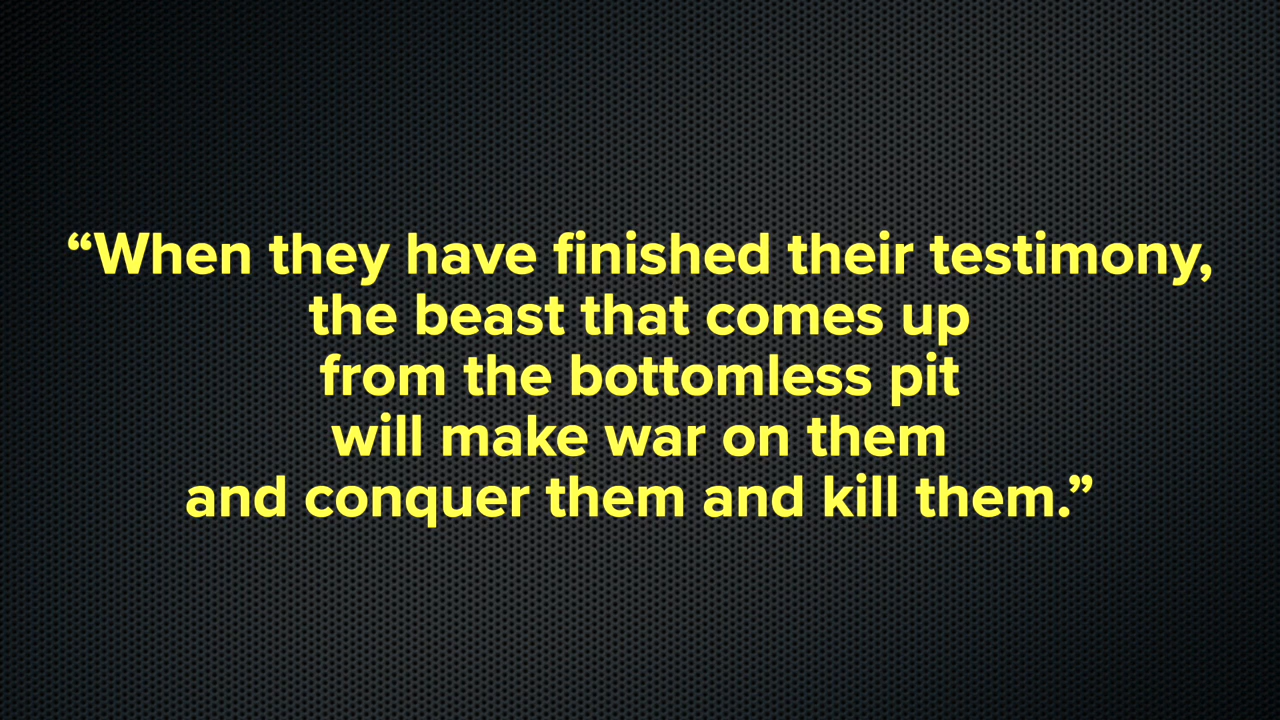 “When they have finished their testimony,
the beast that comes up
from the bottomless pit
will make war on them
and conquer them and kill them.”